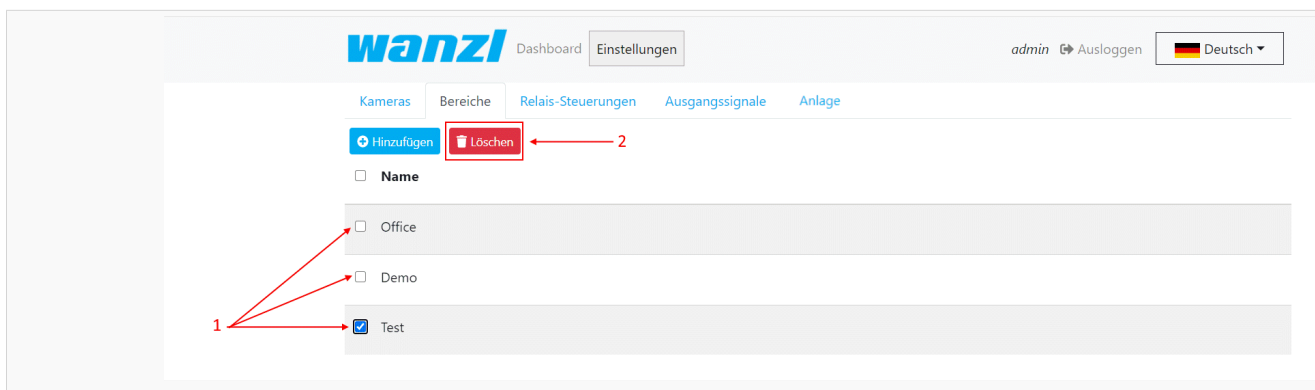 wanzl Dashboard Einstellungen admin Ausloggen Deutsch
Kameras Bereiche Relais-Steuerungen Ausgangssignale Anlage
Hinzufügen Löschen 2
Name
Office
Demo
1 Test